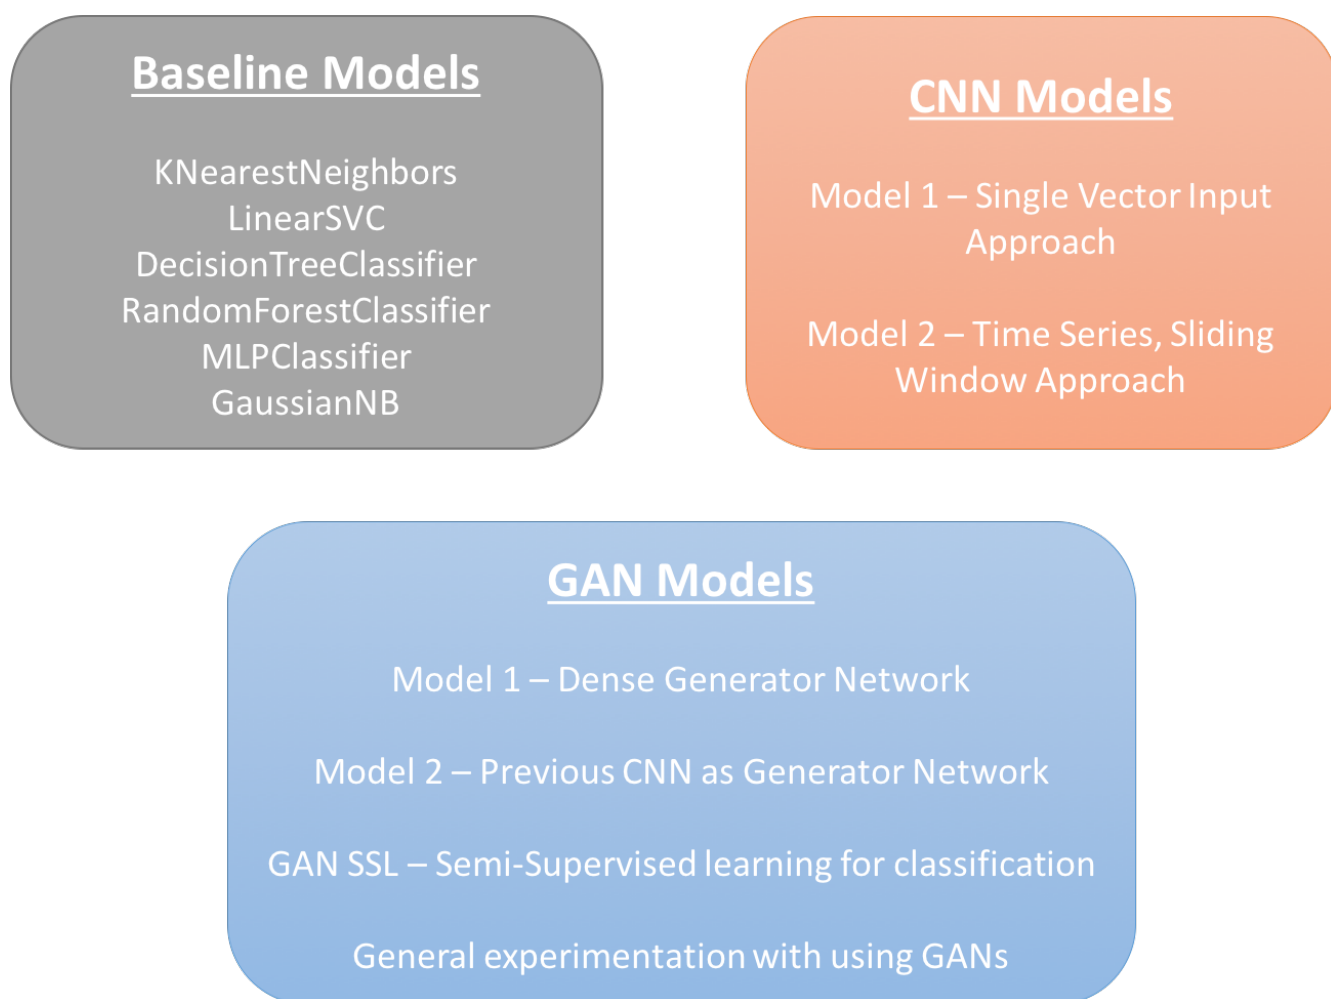 Baseline Models
KNearestNeighbors
LinearSVC
DecisionTreeClassifier
RandomForestClassifier
MLPClassifier
GaussianNB
CNN Models
Model 1 – Single Vector Input
Approach
Model 2 – Time Series, Sliding
Window Approach
GAN Models
Model 1 – Dense Generator Network
Model 2 – Previous CNN as Generator Network
GAN SSL – Semi-Supervised learning for classification
General experimentation with using GANs